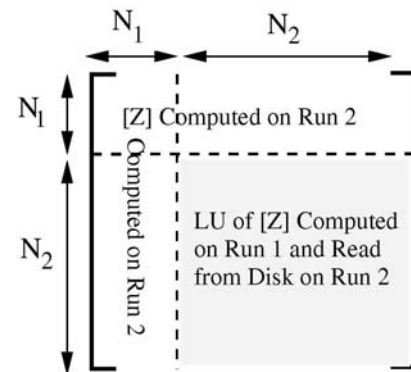 N1 N2
N1
[Z] Computed on Run 2
Computed on Run 2
N2
LU of [Z] Computed
on Run 1 and Read
from Disk on Run 2